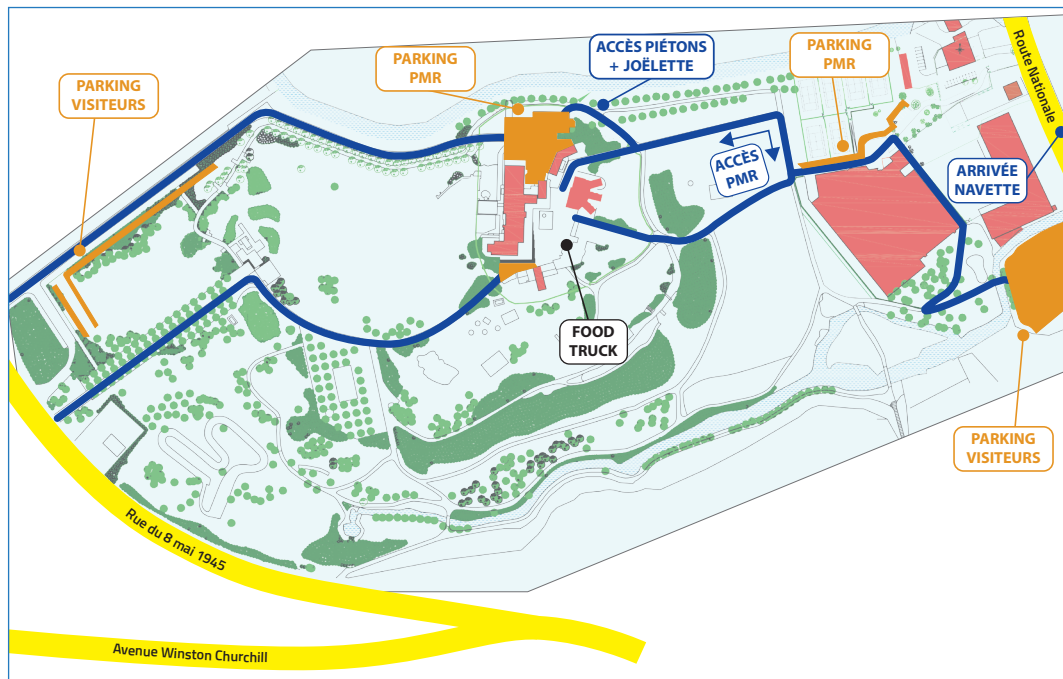 PARKING
VISITEURS
PARKING
PMR
ACCÈS PIÉTONS
+ JOËLETTE
PARKING
PMR
Route Nationale
ACCÈS
PMR
ARRIVÉE
NAVETTE
FOOD
TRUCK
PARKING
VISITEURS
Rue du 8 mai 1945
Avenue Winston Churchill